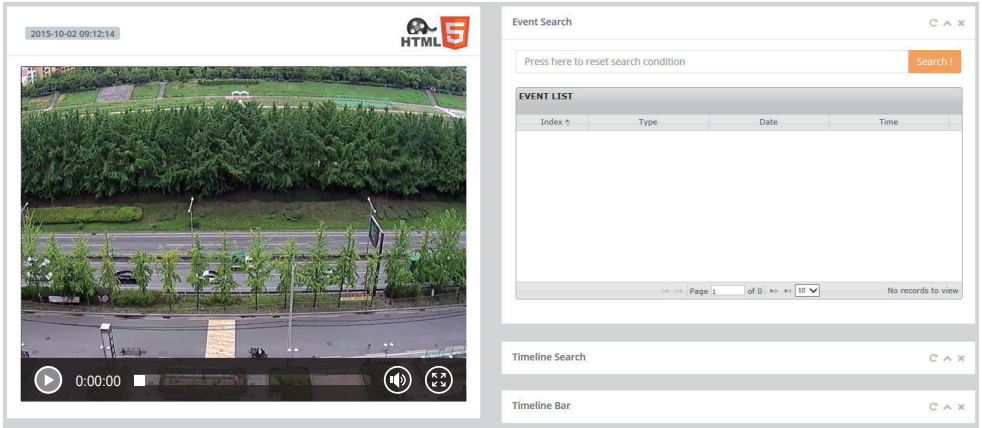 2015-10-02 09:12:14
HTML
5
0:00:00
Event Search
Press here to reset search condition
Search !
EVENT LIST
Index Type Date Time
Page 1 of 0 10 No records to view
Timeline Search
Timeline Bar